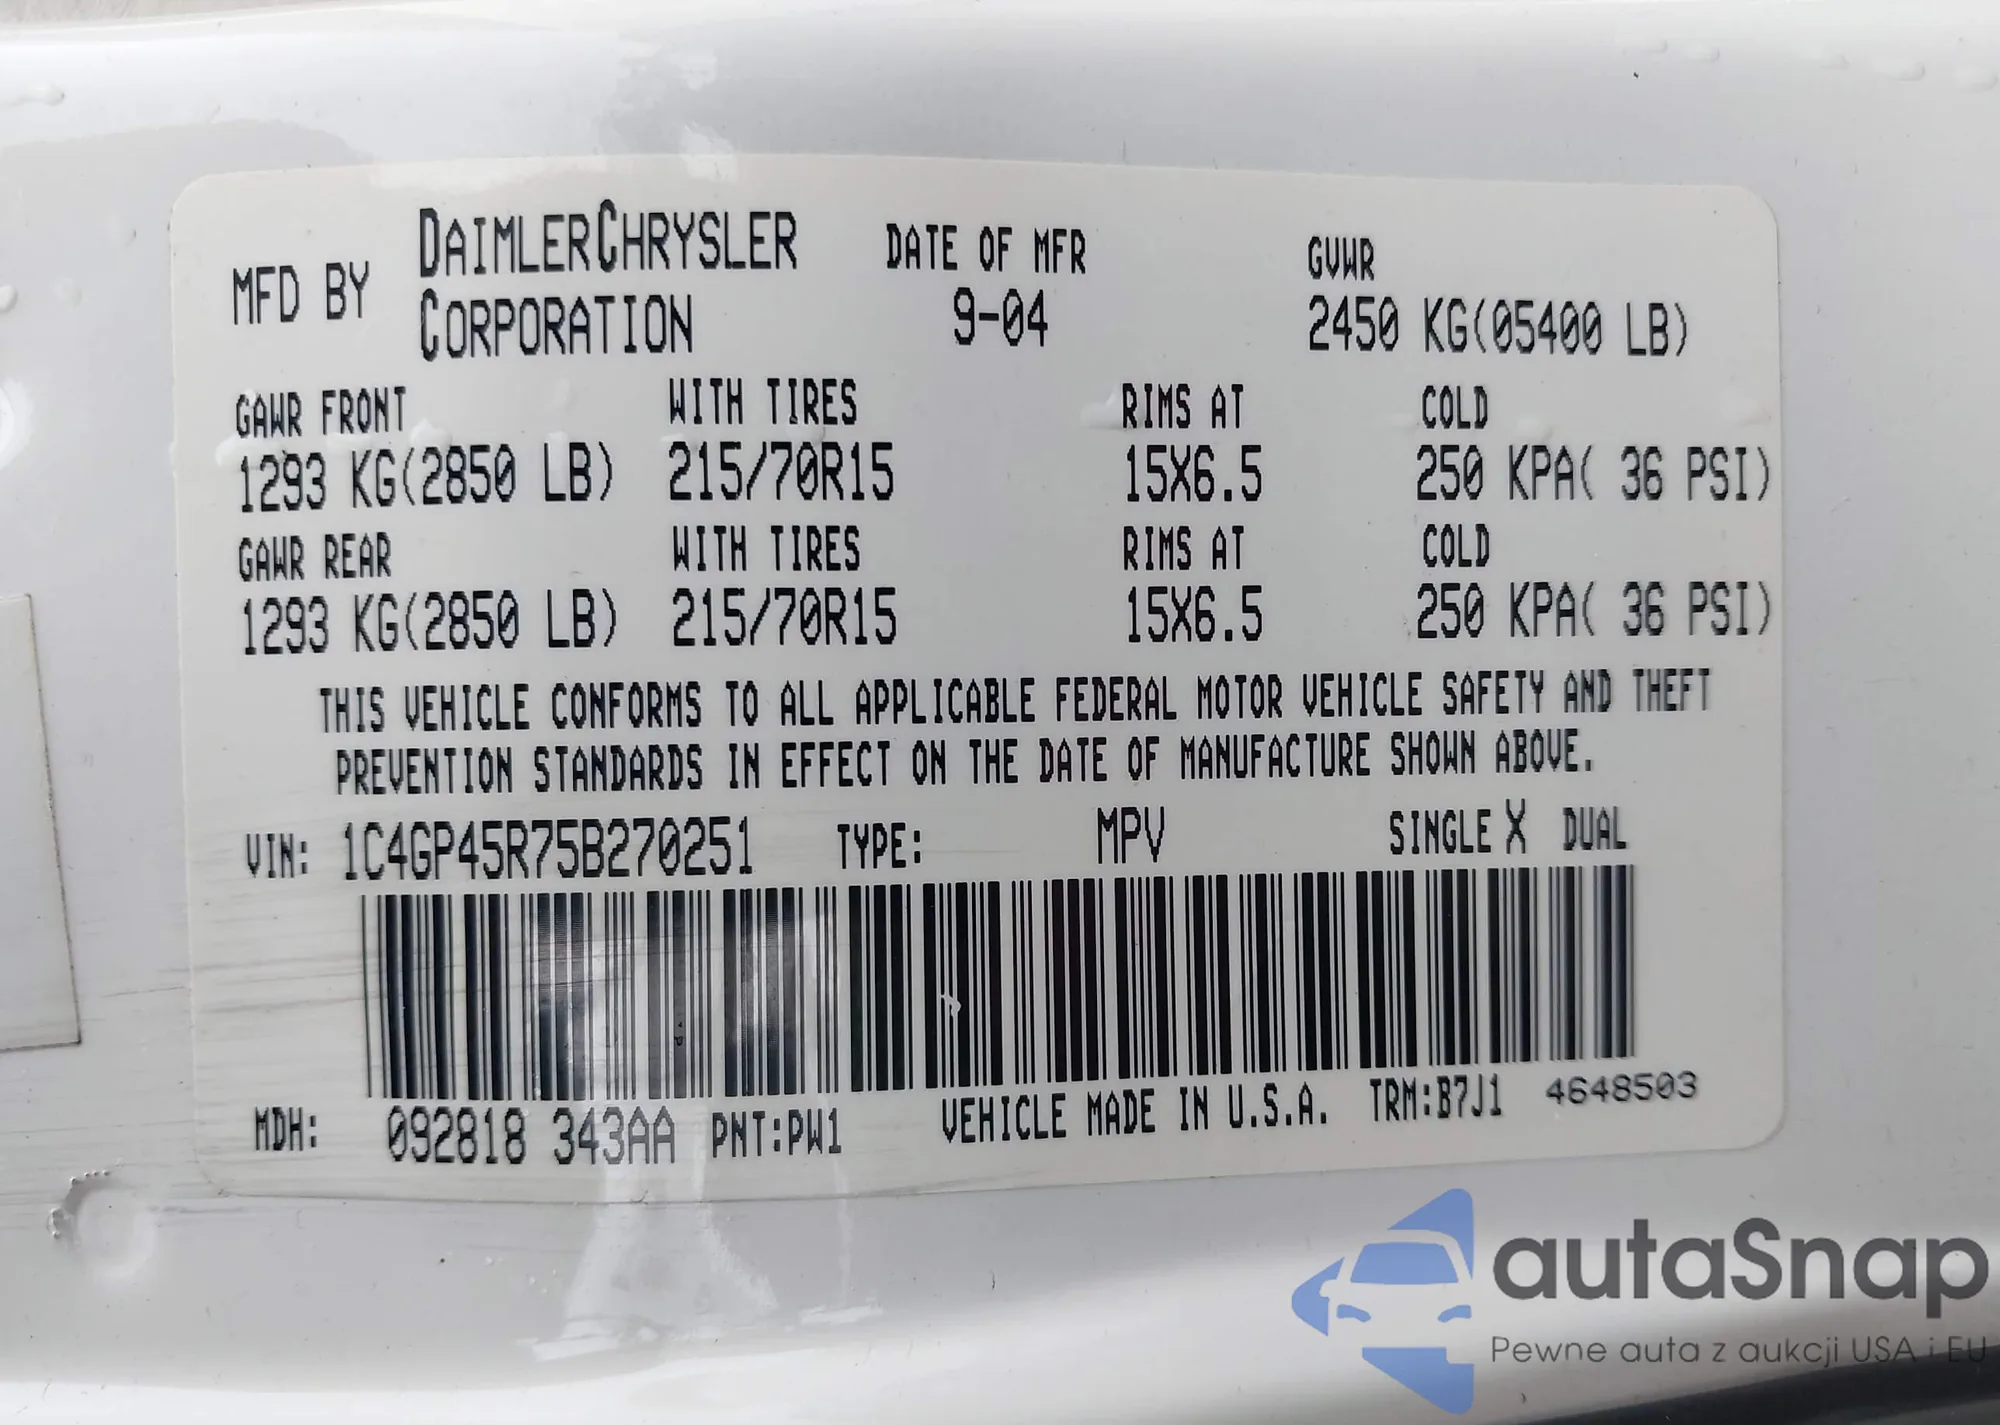 MFD BY DAIMLERCHRYSLER CORPORATION DATE OF MFR 9-04 GVWR 2450 KG(05400 LB)
GAWR FRONT WITH TIRES RIMS AT COLD
1293 KG(2850 LB) 215/70R15 15X6.5 250 KPA( 36 PSI)
GAWR REAR WITH TIRES RIMS AT COLD
1293 KG(2850 LB) 215/70R15 15X6.5 250 KPA( 36 PSI)
THIS VEHICLE CONFORMS TO ALL APPLICABLE FEDERAL MOTOR VEHICLE SAFETY AND THEFT
PREVENTION STANDARDS IN EFFECT ON THE DATE OF MANUFACTURE SHOWN ABOVE.
VIN: 1C4GP45R75B270251 TYPE: MPV SINGLE X DUAL
MDH: 092818 343AA PNT:PW1 VEHICLE MADE IN U.S.A. TRM:B7J1 4648503
autaSnap
Pewne auta z aukcji USA i EU